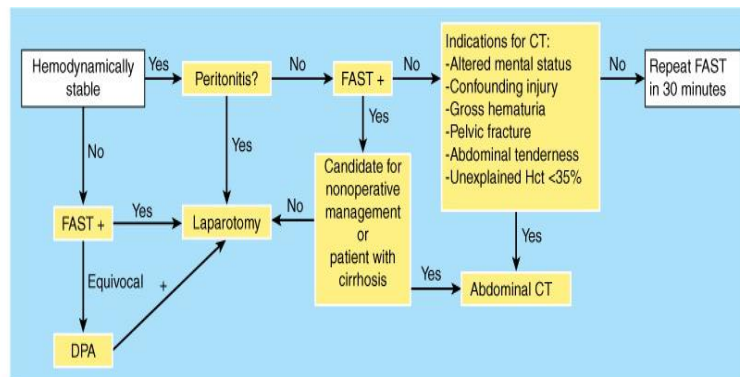 Hemodynamically
stable
Yes
Peritonitis?
No
FAST +
No
Indications for CT:
-Altered mental status
-Confounding injury
-Gross hematuria
-Pelvic fracture
-Abdominal tenderness
-Unexplained Hct <35%
No
Repeat FAST
in 30 minutes
No
Yes
Yes
FAST +
Yes
Laparotomy
No
Candidate for
nonoperative
management
or
patient with
cirrhosis
Yes
Yes
Abdominal CT
Equivocal
+
DPA